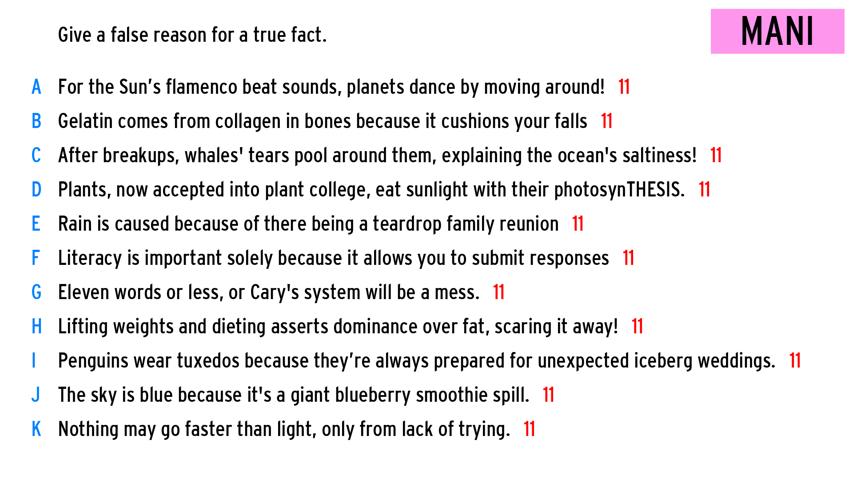 Give a false reason for a true fact.
MANI
A For the Sun’s flamenco beat sounds, planets dance by moving around! 11
B Gelatin comes from collagen in bones because it cushions your falls 11
C After breakups, whales' tears pool around them, explaining the ocean's saltiness! 11
D Plants, now accepted into plant college, eat sunlight with their photosynTHESIS. 11
E Rain is caused because of there being a teardrop family reunion 11
F Literacy is important solely because it allows you to submit responses 11
G Eleven words or less, or Cary's system will be a mess. 11
H Lifting weights and dieting asserts dominance over fat, scaring it away! 11
I Penguins wear tuxedos because they’re always prepared for unexpected iceberg weddings. 11
J The sky is blue because it's a giant blueberry smoothie spill. 11
K Nothing may go faster than light, only from lack of trying. 11